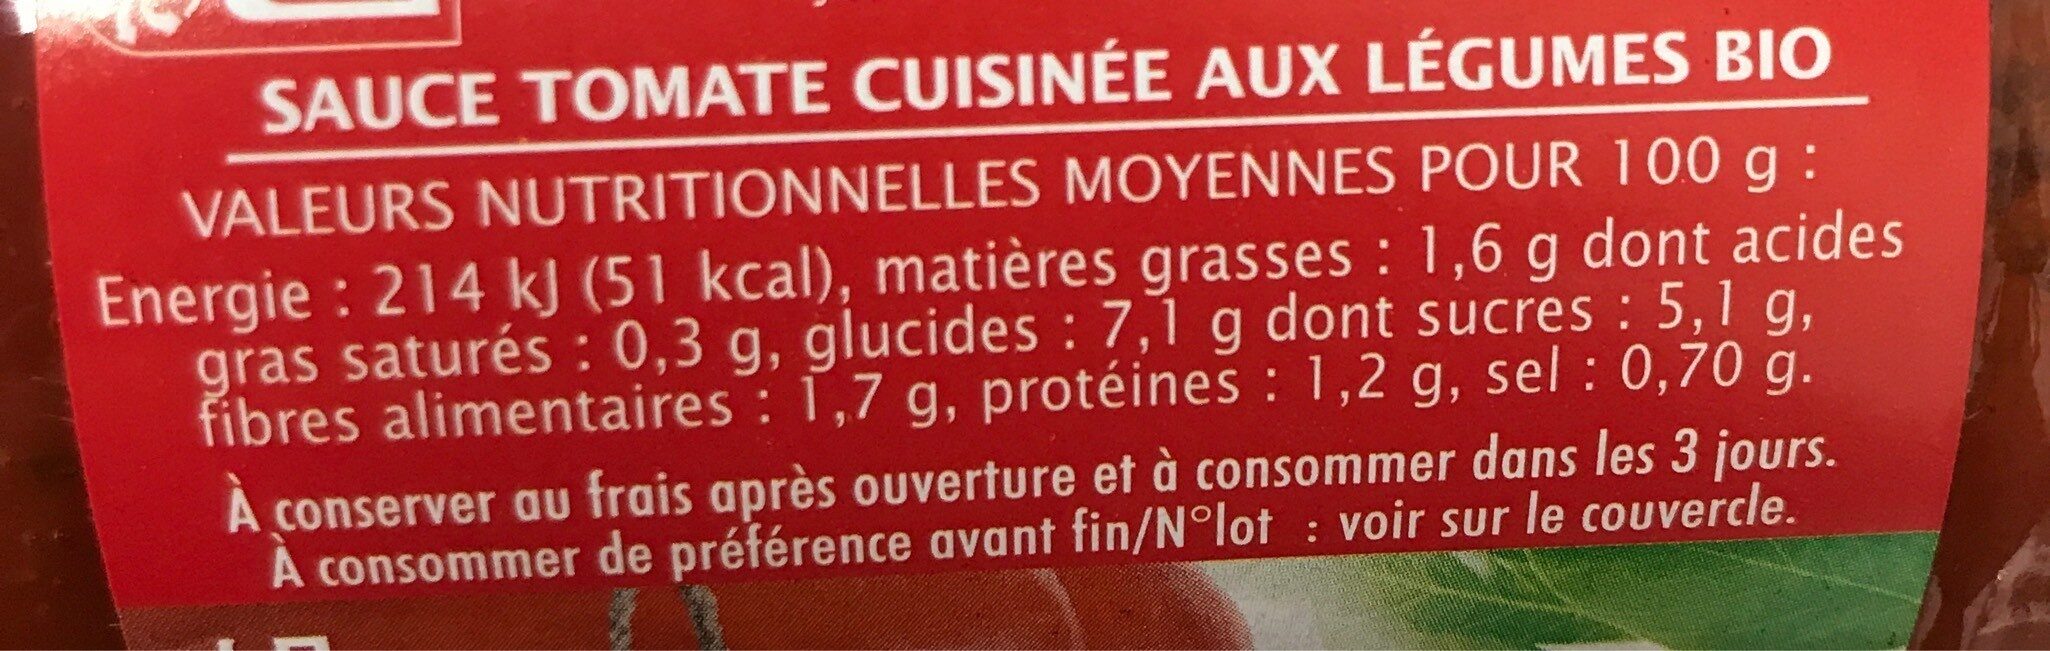 SAUCE TOMATE CUISINÉE AUX LÉGUMES BIO
VALEURS NUTRITIONNELLES MOYENNES POUR 100 g :
Energie : 214 kJ (51 kcal), matières grasses : 1,6 g dont acides
gras saturés : 0,3 g, glucides : 7,1 g dont sucres : 5,1 g,
fibres alimentaires : 1,7 g, protéines : 1,2 g, sel : 0,70 g.
À conserver au frais après ouverture et à consommer dans les 3 jours.
À consommer de préférence avant fin/N°lot : voir sur le couvercle.